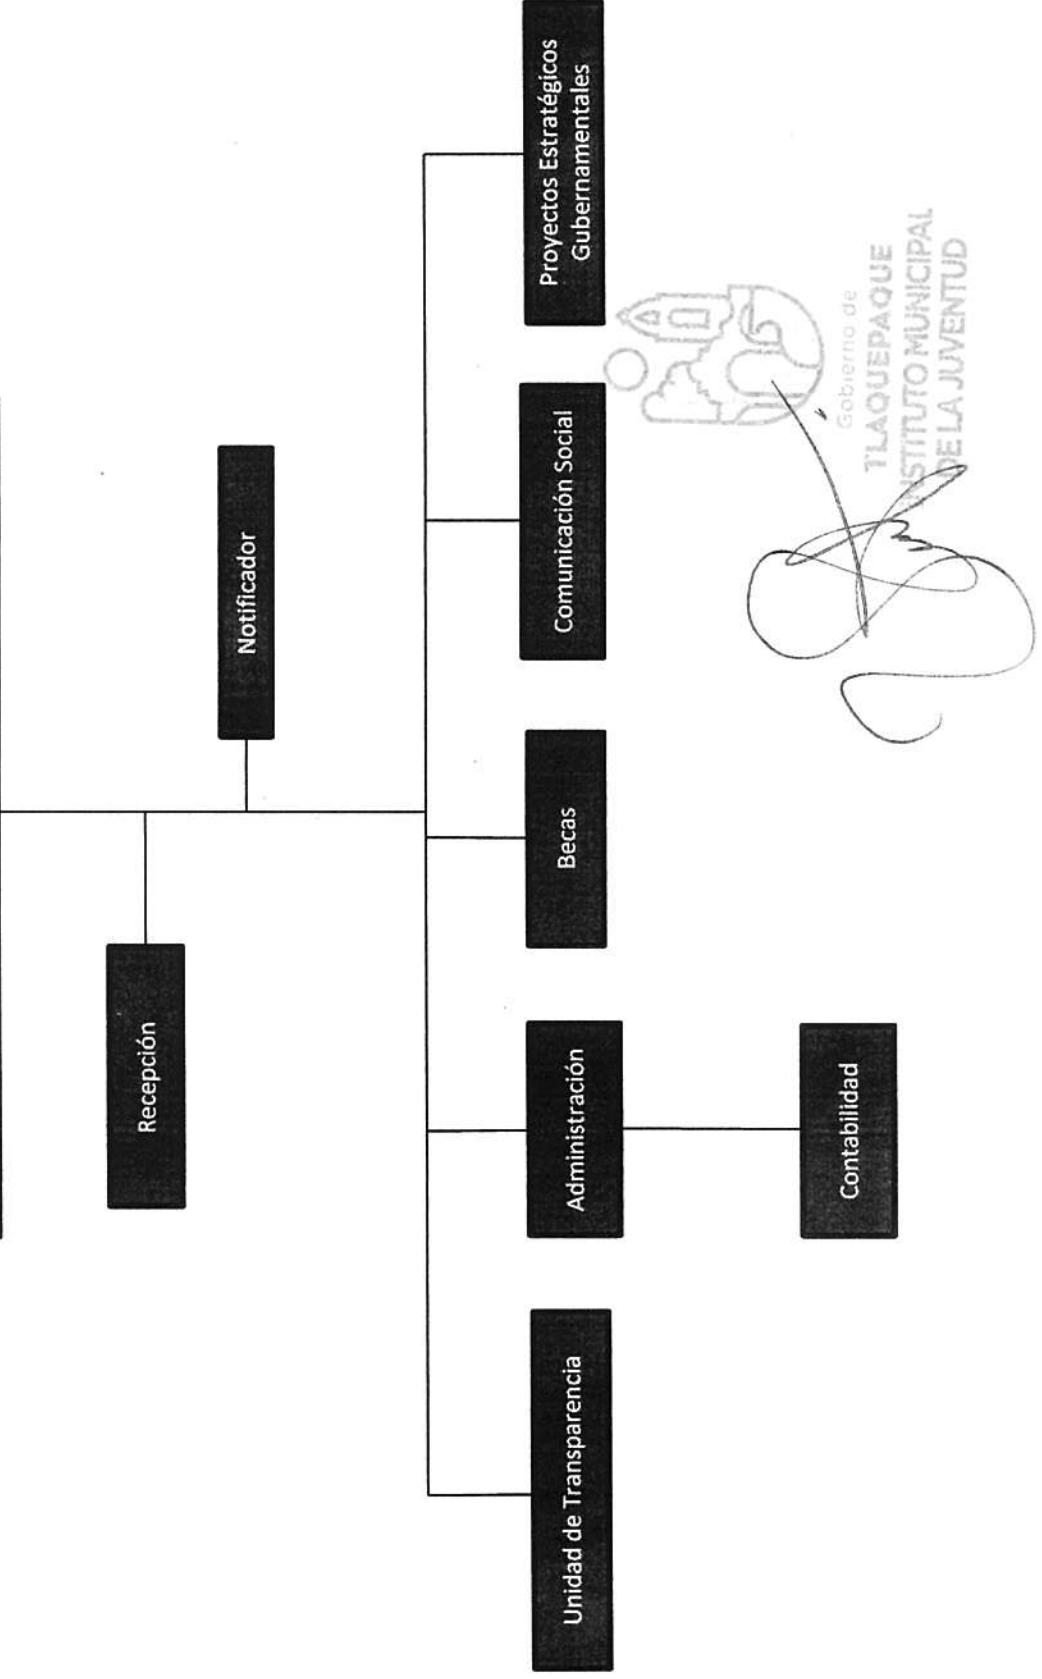 Recepción
Notificador
Unidad de Transparencia
Administración
Becas
Comunicación Social
Proyectos Estratégicos
Gubernamentales
Contabilidad
Gobierno de
TLAQUEPAQUE
INSTITUTO MUNICIPAL
DE LA JUVENTUD